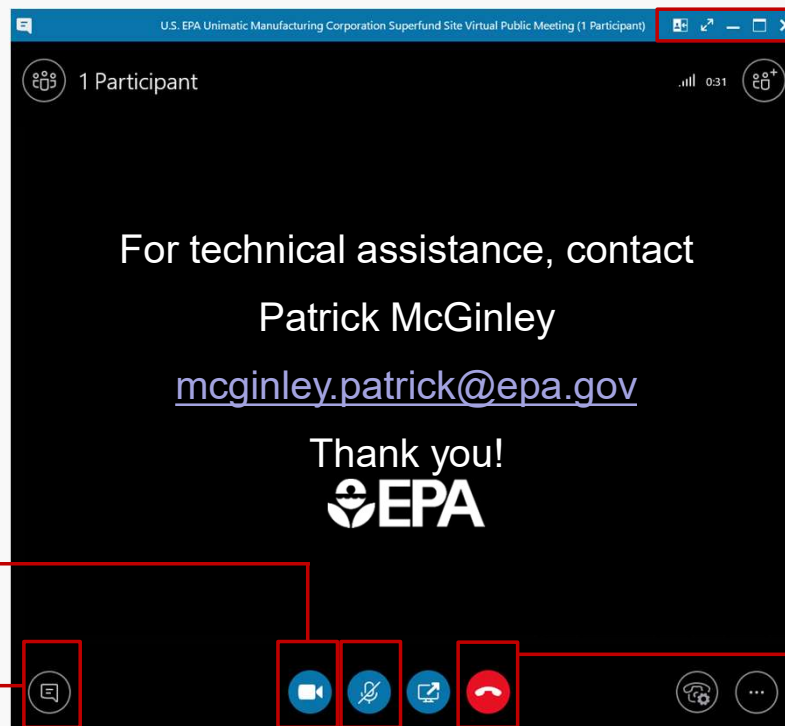 U.S. EPA Unimatic Manufacturing Corporation Superfund Site Virtual Public Meeting (1 Participant)
1 Participant
0:31
For technical assistance, contact
Patrick McGinley
mcginley.patrick@epa.gov
Thank you!
EPA